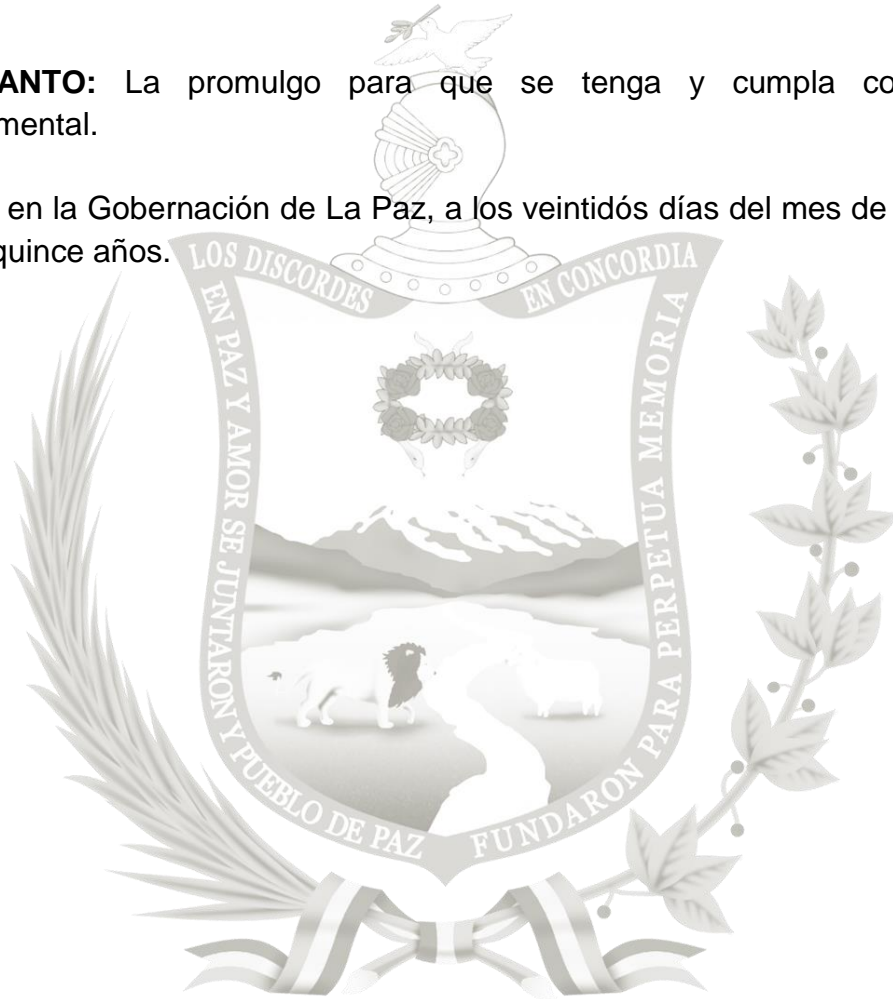 ANTO: La promulgo para que se tenga y cumpla co
mental.
en la Gobernación de La Paz, a los veintidós días del mes de
quince años.
LOS DISCORDES EN CONCORDIA
EN PAZ Y AMOR SE JUNTARON Y PUEBLO DE PAZ FUNDARON PARA PERPETUA MEMORIA